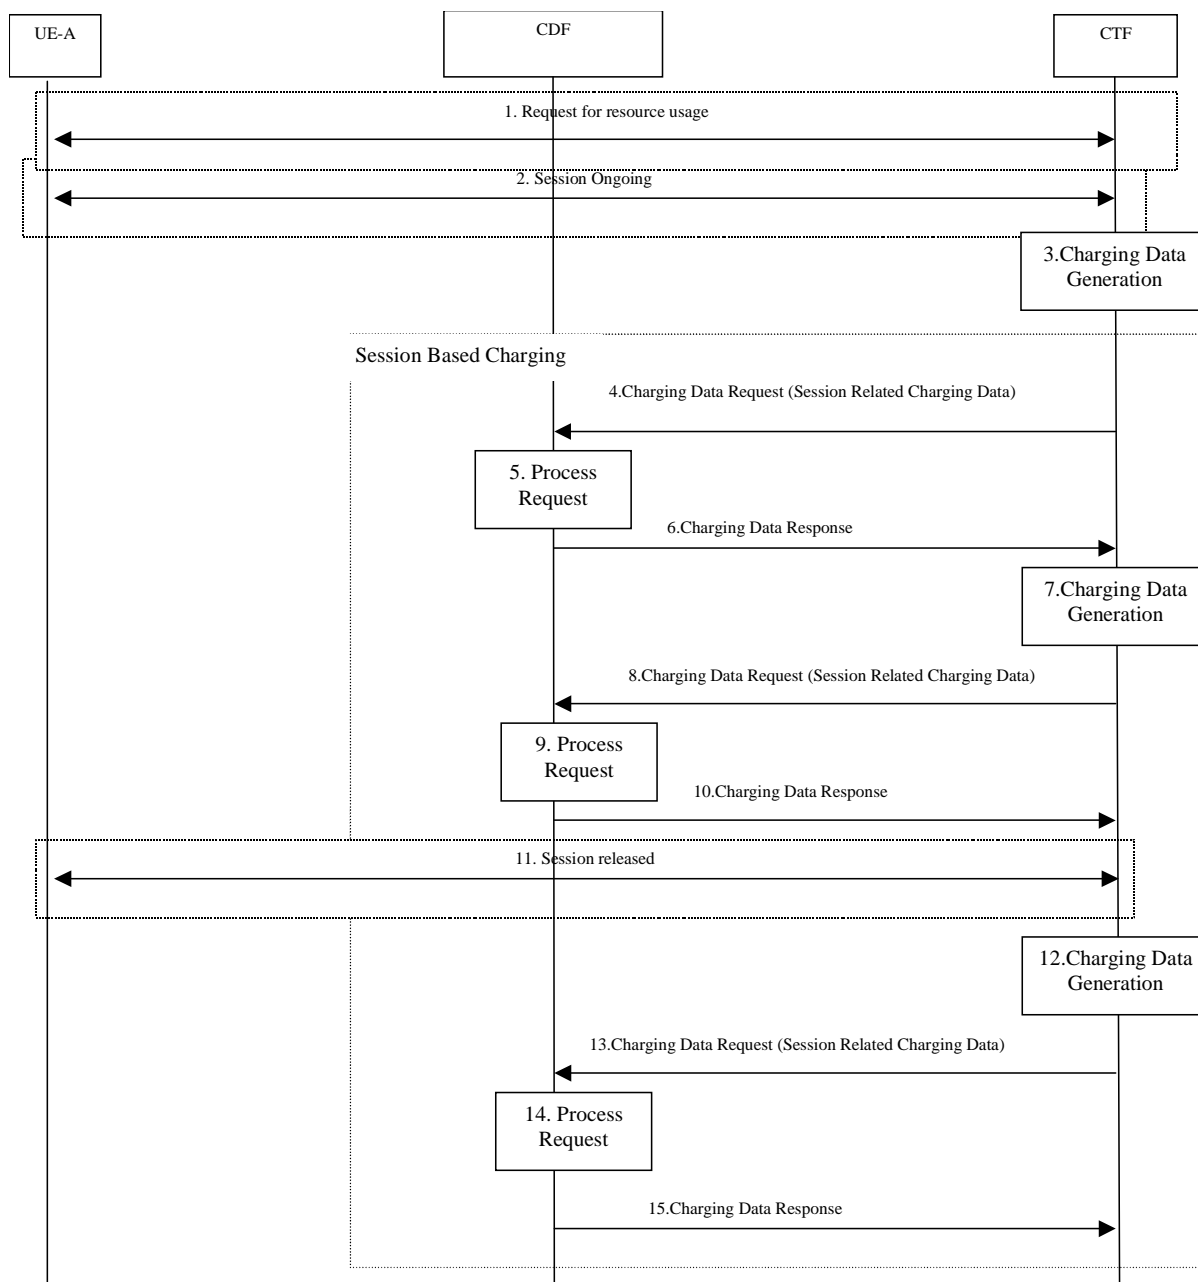 UE-A
CDF
CTF
1. Request for resource usage
2. Session Ongoing
3.Charging Data
Generation
Session Based Charging
4.Charging Data Request (Session Related Charging Data)
5. Process
Request
6.Charging Data Response
7.Charging Data
Generation
8.Charging Data Request (Session Related Charging Data)
9. Process
Request
10.Charging Data Response
11. Session released
12.Charging Data
Generation
13.Charging Data Request (Session Related Charging Data)
14. Process
Request
15.Charging Data Response